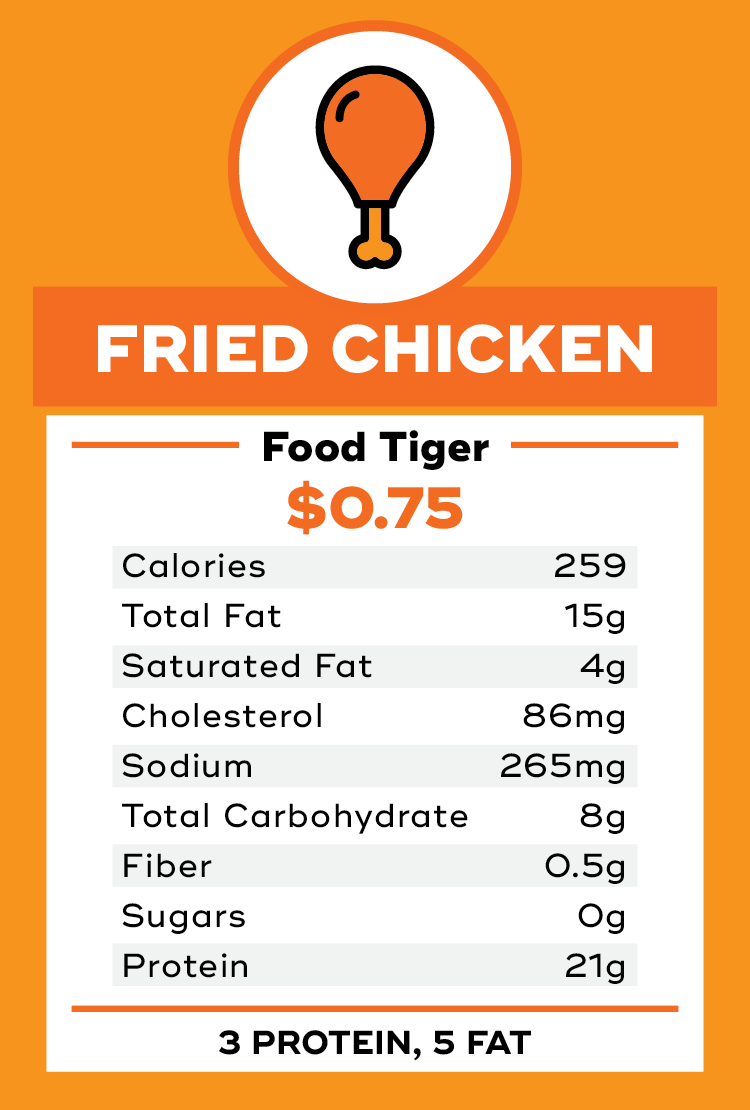 FRIED CHICKEN
Food Tiger
$0.75
Calories 259
Total Fat 15g
Saturated Fat 4g
Cholesterol 86mg
Sodium 265mg
Total Carbohydrate 8g
Fiber 0.5g
Sugars 0g
Protein 21g
3 PROTEIN, 5 FAT